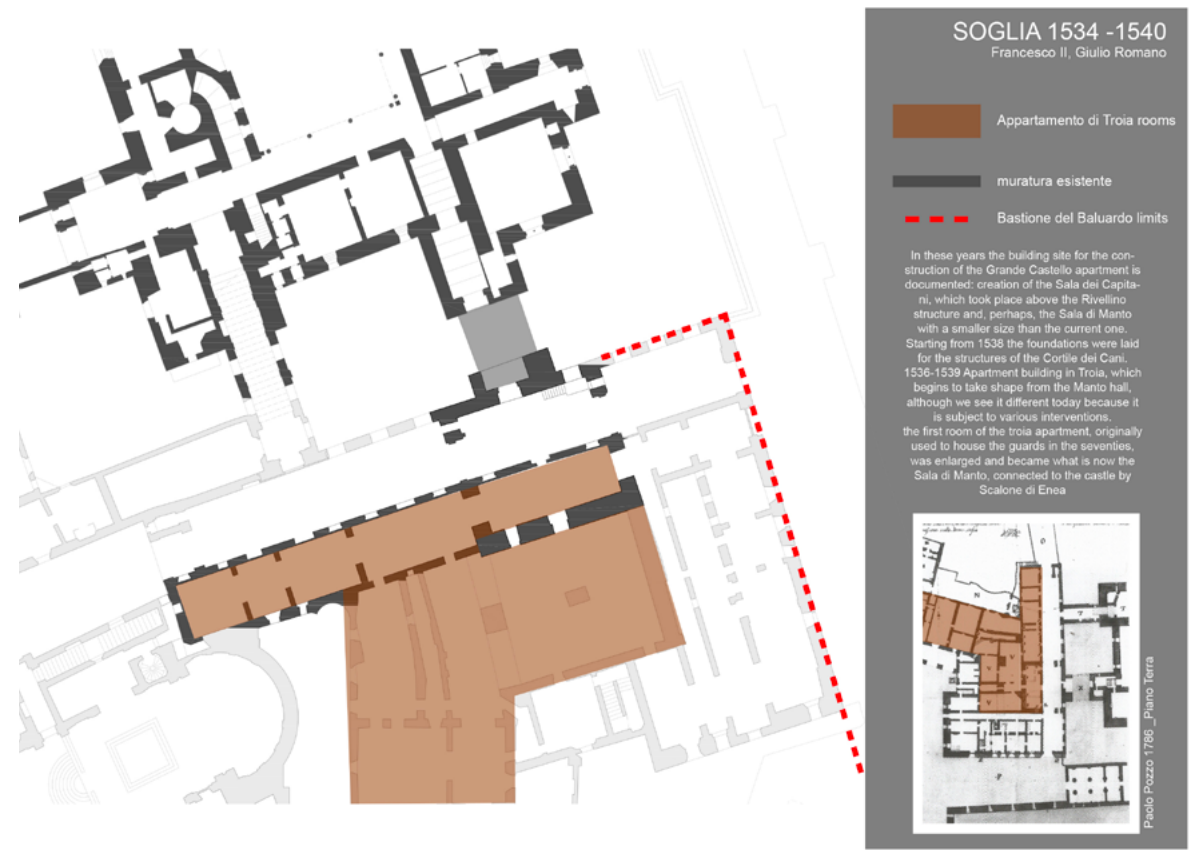 SOGLIA 1534 -1540
Francesco II, Giulio Romano
Appartamento di Troia rooms
muratura esistente
Bastione del Baluardo limits
In these years the building site for the con-
struction of the Grande Castello apartment is
documented: creation of the Sala dei Capita-
ni, which took place above the Rivellino
structure and, perhaps, the Sala di Manto
with a smaller size than the current one.
Starting from 1538 the foundations were laid
for the structures of the Cortile dei Cani.
1536-1539 Apartment building in Troia, which
begins to take shape from the Manto hall,
although we see it different today because it
is subject to various interventions.
the first room of the troia apartment, originally
used to house the guards in the seventies,
was enlarged and became what is now the
Sala di Manto, connected to the castle by
Scalone di Enea
Paolo Pozzo 1786 _Piano Terra